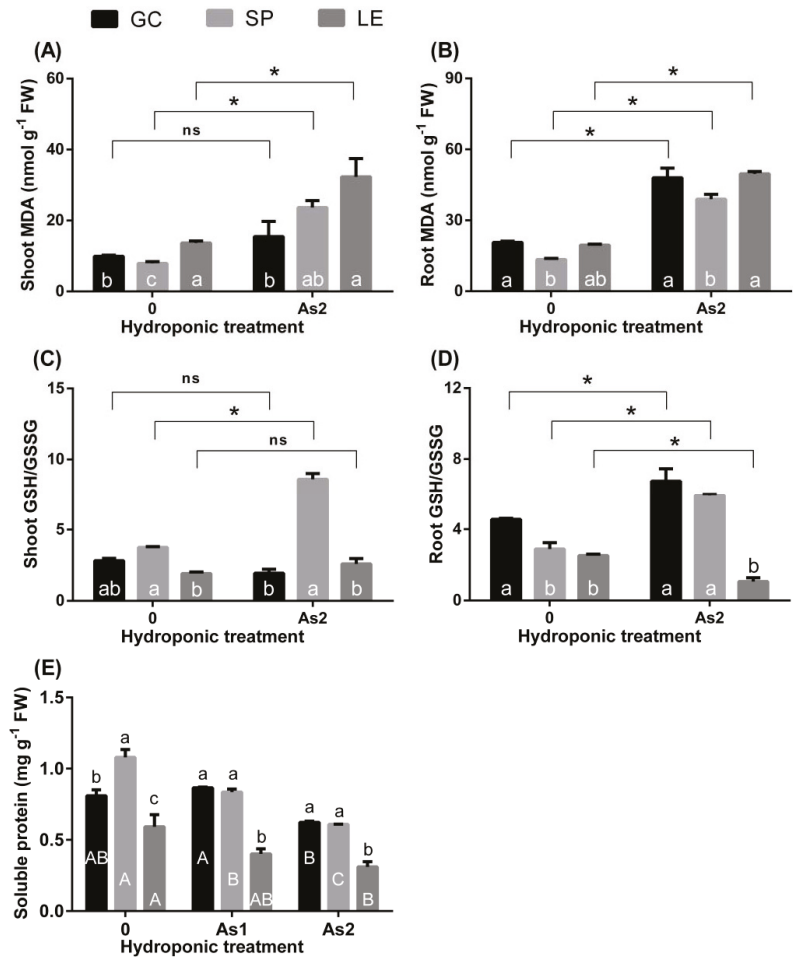 GC SP LE
(A)
Shoot MDA (nmol g-1 FW)
60
40
20
0
ns
*
*
b c a b ab a
0 As2
Hydroponic treatment
(B)
Root MDA (nmol g-1 FW)
90
60
30
0
*
*
*
a b ab a b a
0 As2
Hydroponic treatment
(C)
Shoot GSH/GSSG
15
10
5
0
ns
*
ns
ab a b b a b
0 As2
Hydroponic treatment
(D)
Root GSH/GSSG
12
8
4
0
*
*
*
a b b a a b
0 As2
Hydroponic treatment
(E)
Soluble protein (mg g-1 FW)
1.5
1.0
0.5
0.0
b a c a a b a a b
AB A A A B AB B C B
0 As1 As2
Hydroponic treatment